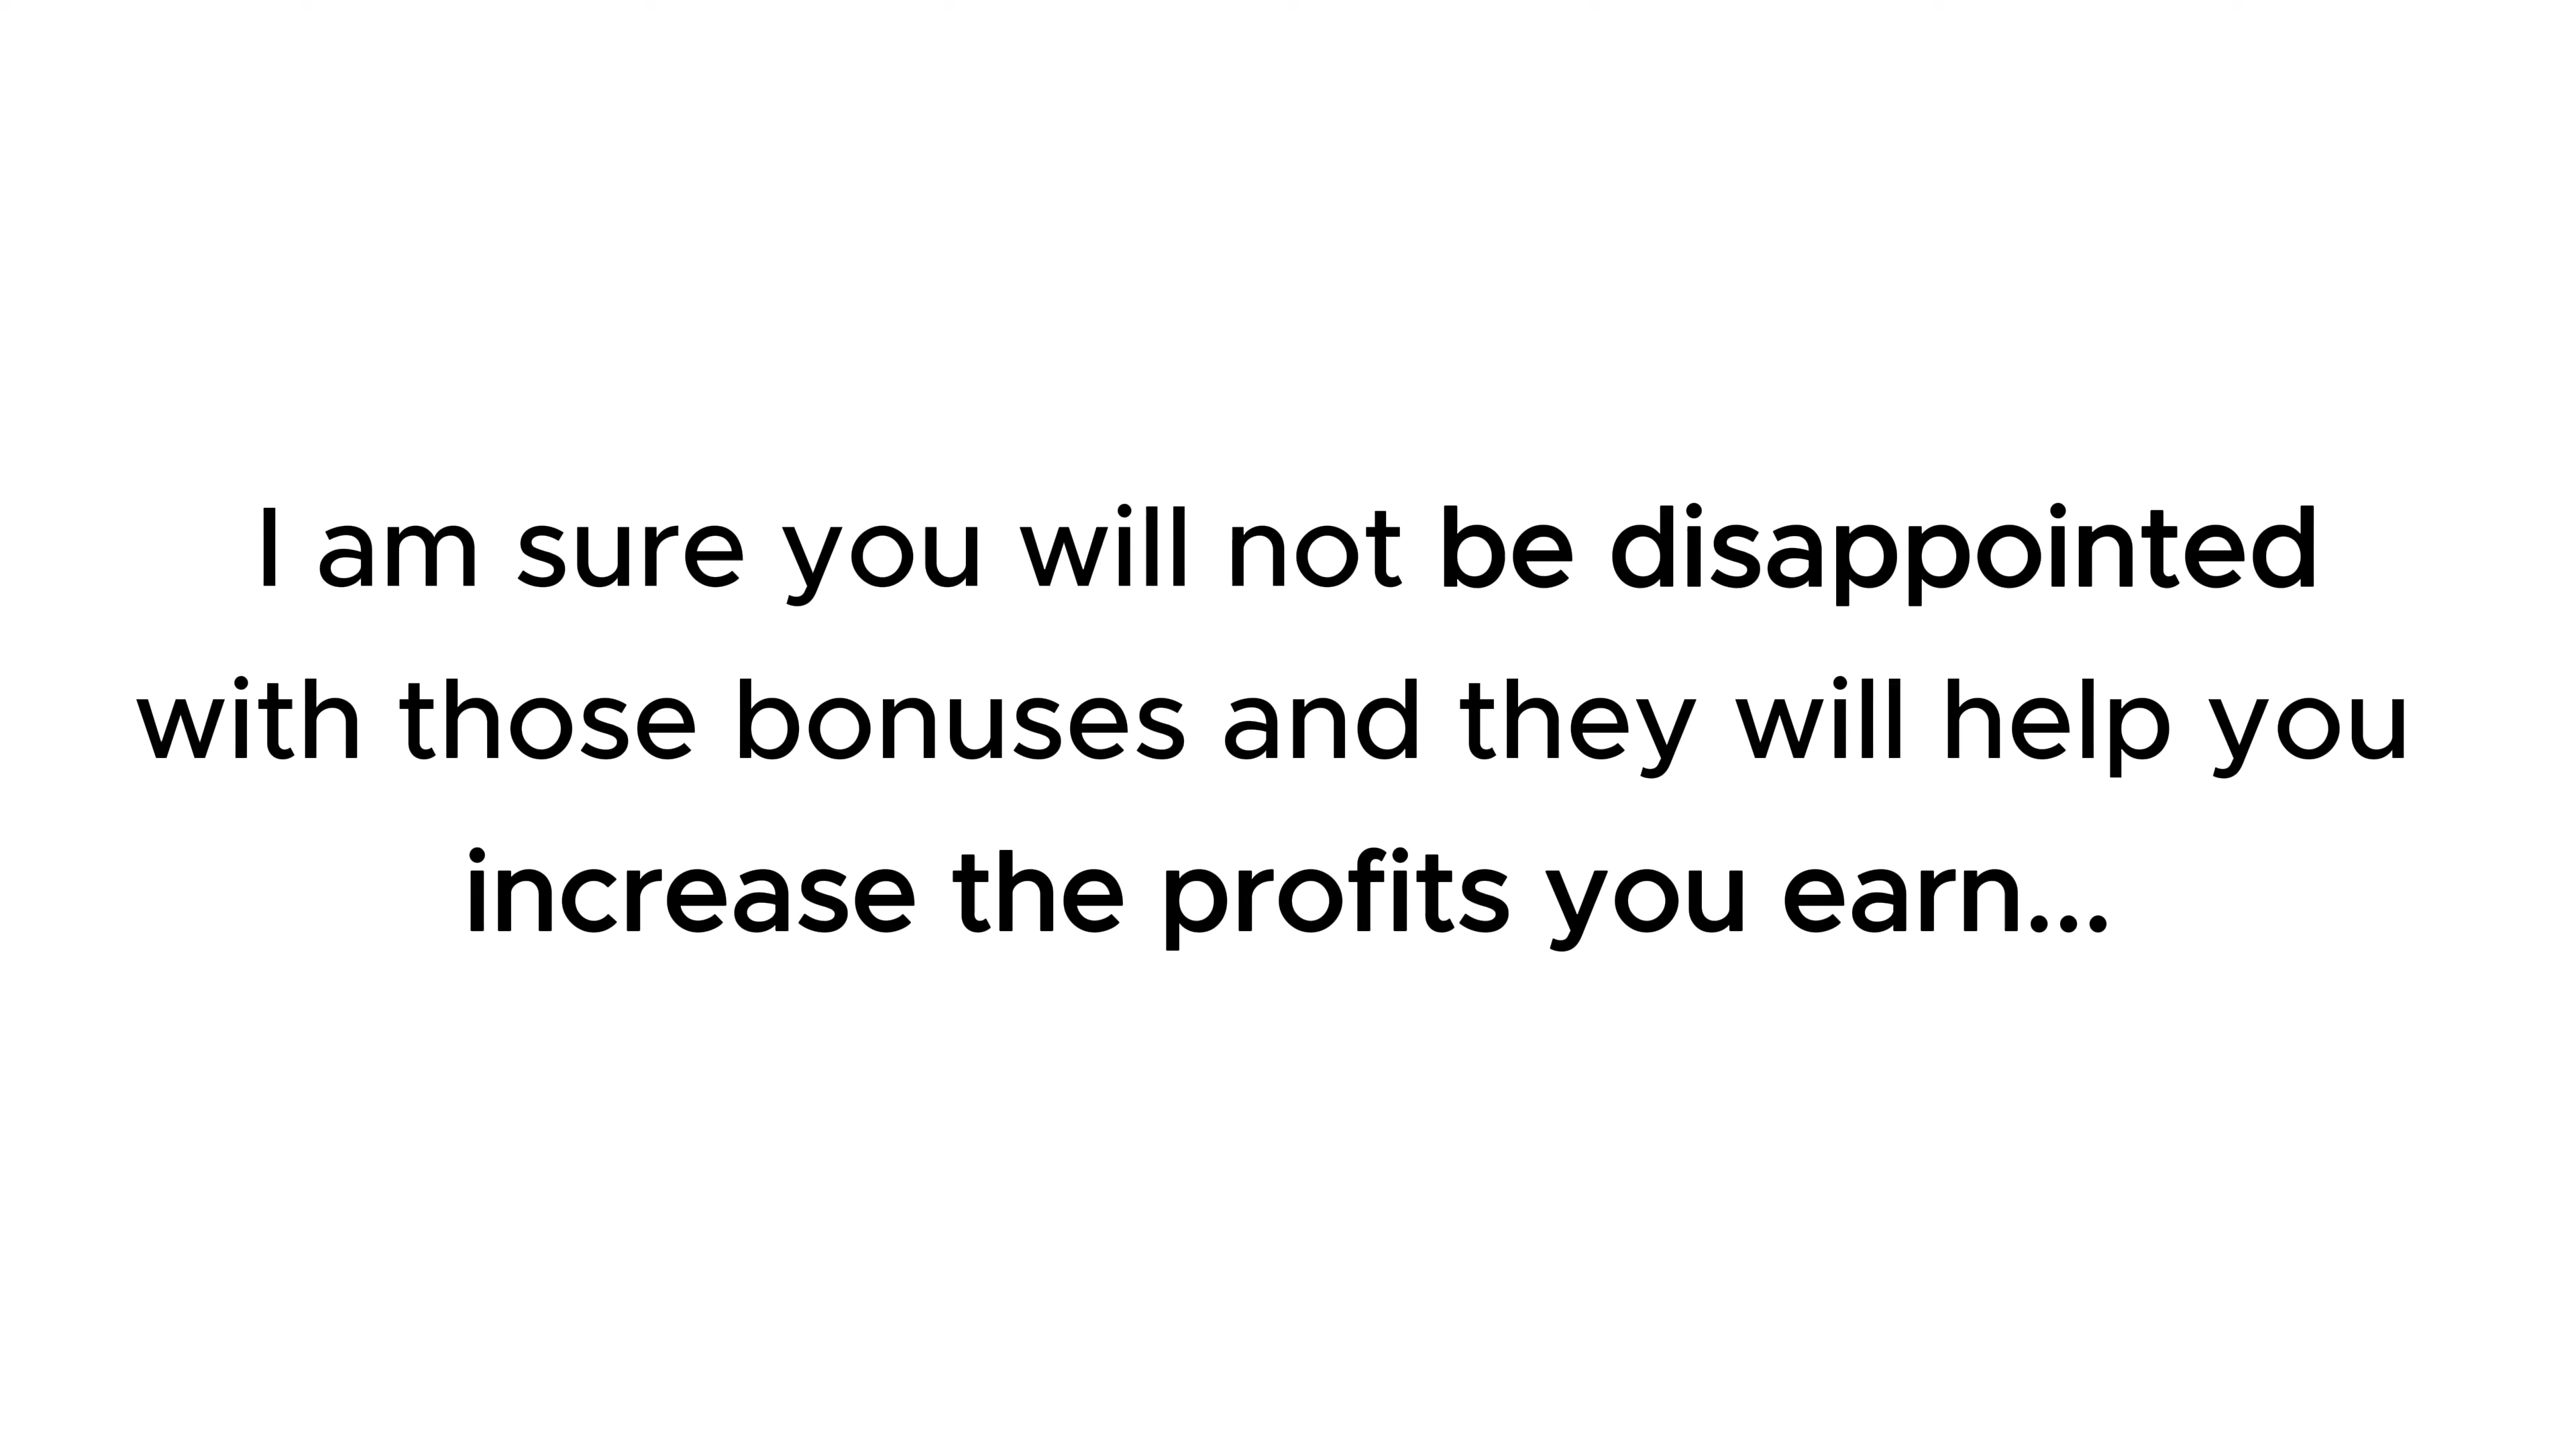 I am sure you will not be disappointed
with those bonuses and they will help you
increase the profits you earn...